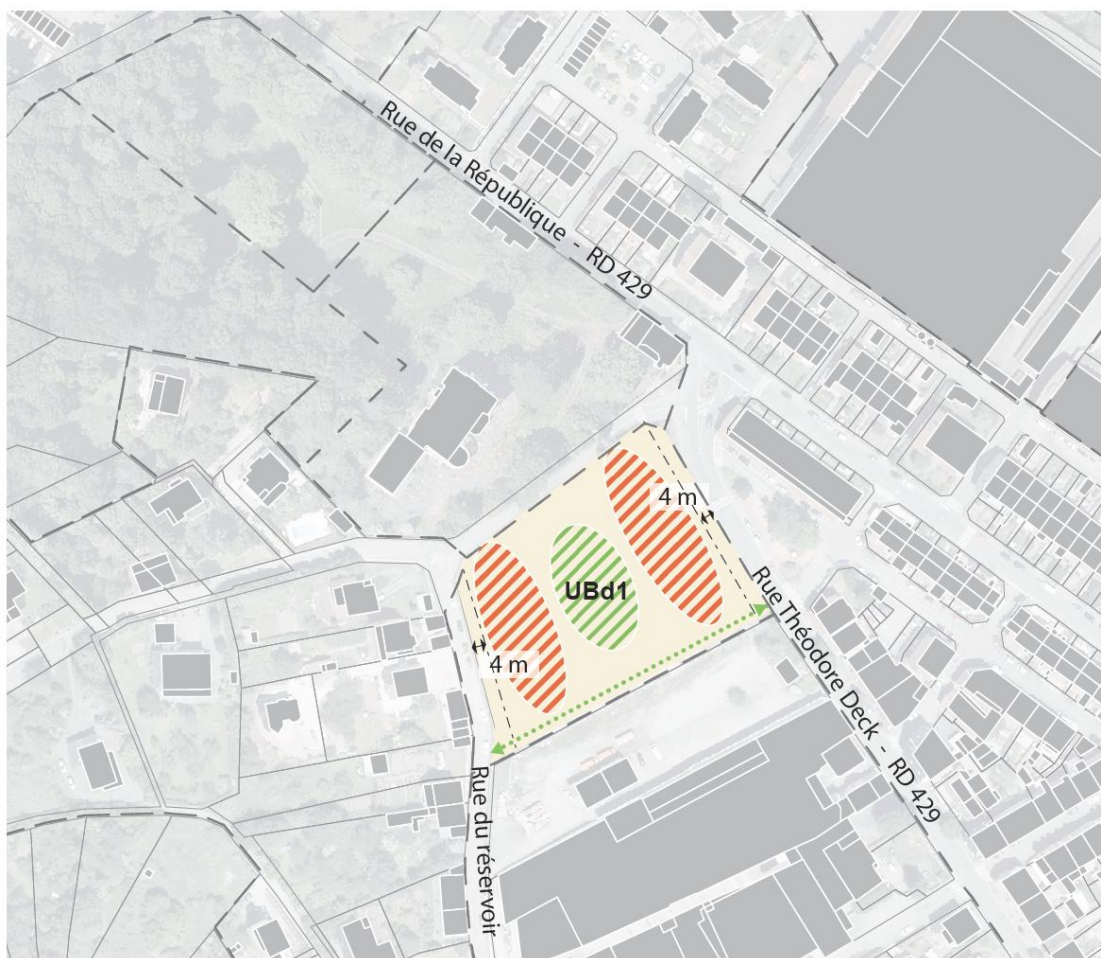 Rue de la République - RD 429
4 m
UBd1
4 m
Rue Théodore Deck - RD 429
Rue du réservoir